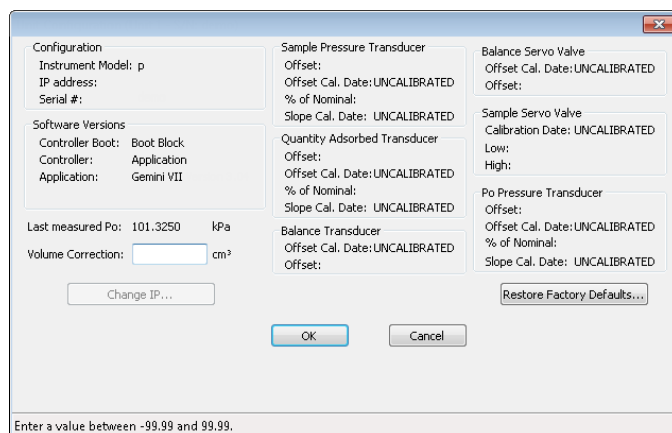 Configuration
Instrument Model: p
IP address:
Serial #:
Software Versions
Controller Boot: Boot Block
Controller: Application
Application: Gemini VII
Last measured Po: 101.3250 kPa
Volume Correction: cm³
Change IP...
Sample Pressure Transducer
Offset:
Offset Cal. Date: UNCALIBRATED
% of Nominal:
Slope Cal. Date: UNCALIBRATED
Quantity Adsorbed Transducer
Offset:
Offset Cal. Date: UNCALIBRATED
% of Nominal:
Slope Cal. Date: UNCALIBRATED
Balance Transducer
Offset Cal. Date: UNCALIBRATED
Offset:
Balance Servo Valve
Offset Cal. Date: UNCALIBRATED
Offset:
Sample Servo Valve
Calibration Date: UNCALIBRATED
Low:
High:
Po Pressure Transducer
Offset:
Offset Cal. Date: UNCALIBRATED
% of Nominal:
Slope Cal. Date: UNCALIBRATED
Restore Factory Defaults...
OK Cancel
Enter a value between -99.99 and 99.99.